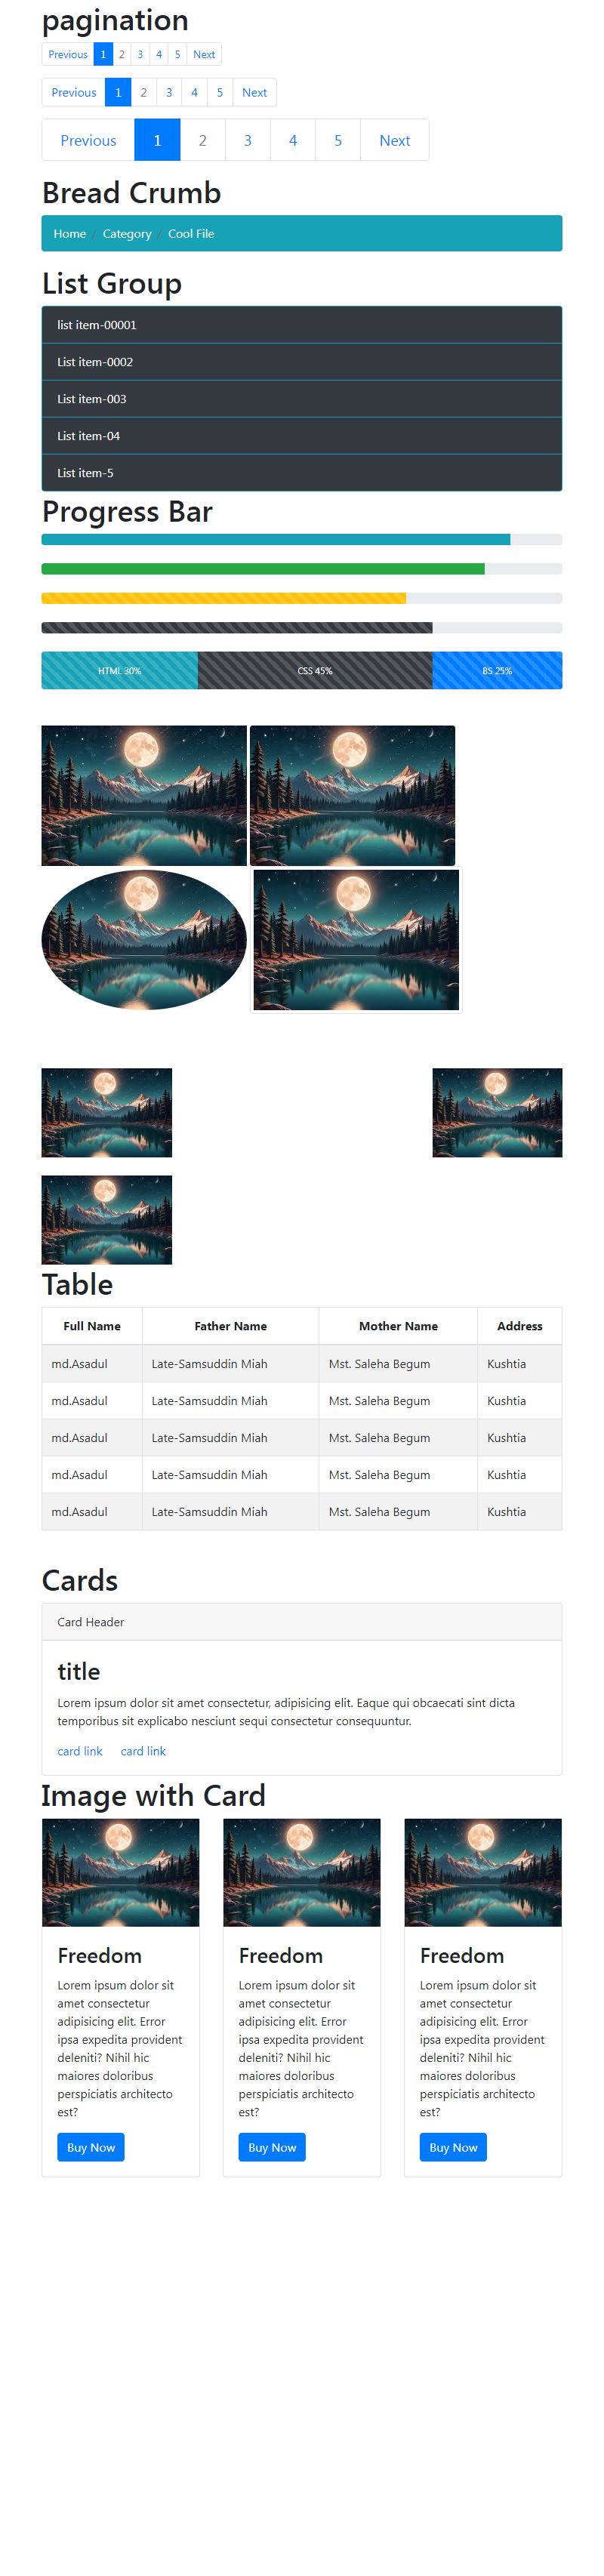 pagination
Previous 1 2 3 4 5 Next
Previous 1 2 3 4 5 Next
Previous 1 2 3 4 5 Next
Bread Crumb
Home / Category / Cool File
List Group
list item-00001
List item-0002
List item-003
List item-04
List item-5
Progress Bar
HTML 30% CSS 45% BS 25%
Table
Full Name Father Name Mother Name Address
md.Asadul Late-Samsuddin Miah Mst. Saleha Begum Kushtia
md.Asadul Late-Samsuddin Miah Mst. Saleha Begum Kushtia
md.Asadul Late-Samsuddin Miah Mst. Saleha Begum Kushtia
md.Asadul Late-Samsuddin Miah Mst. Saleha Begum Kushtia
md.Asadul Late-Samsuddin Miah Mst. Saleha Begum Kushtia
Cards
Card Header
title
Lorem ipsum dolor sit amet consectetur, adipisicing elit. Eaque qui obcaecati sint dicta
temporibus sit explicabo nesciunt sequi consectetur consequuntur.
card link card link
Image with Card
Freedom
Lorem ipsum dolor sit
amet consectetur
adipisicing elit. Error
ipsa expedita provident
deleniti? Nihil hic
maiores doloribus
perspiciatis architecto
est?
Buy Now
Freedom
Lorem ipsum dolor sit
amet consectetur
adipisicing elit. Error
ipsa expedita provident
deleniti? Nihil hic
maiores doloribus
perspiciatis architecto
est?
Buy Now
Freedom
Lorem ipsum dolor sit
amet consectetur
adipisicing elit. Error
ipsa expedita provident
deleniti? Nihil hic
maiores doloribus
perspiciatis architecto
est?
Buy Now